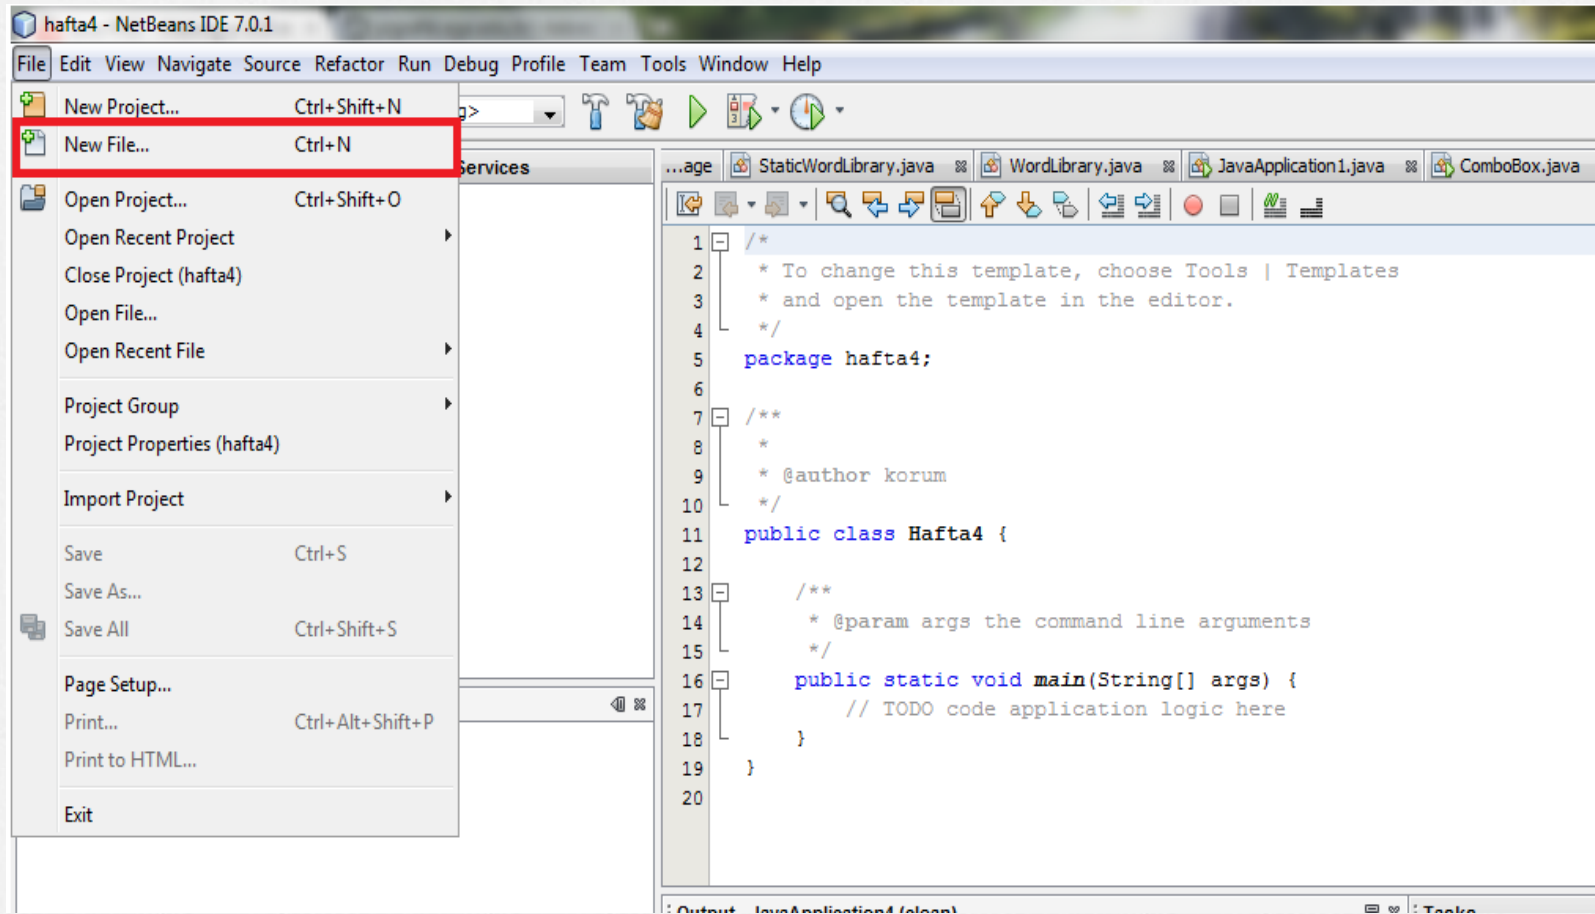 hafta4 - NetBeans IDE 7.0.1
File Edit View Navigate Source Refactor Run Debug Profile Team Tools Window Help
New Project... Ctrl+Shift+N
New File... Ctrl+N
Open Project... Ctrl+Shift+O
Open Recent Project
Close Project (hafta4)
Open File...
Open Recent File
Project Group
Project Properties (hafta4)
Import Project
Save Ctrl+S
Save As...
Save All Ctrl+Shift+S
Page Setup...
Print... Ctrl+Alt+Shift+P
Print to HTML...
Exit
g>
Services
...age StaticWordLibrary.java WordLibrary.java JavaApplication1.java ComboBox.java
1 /*
2 * To change this template, choose Tools | Templates
3 * and open the template in the editor.
4 */
5 package hafta4;
6
7 /**
8 *
9 * @author korum
10 */
11 public class Hafta4 {
12
13 /**
14 * @param args the command line arguments
15 */
16 public static void main(String[] args) {
17 // TODO code application logic here
18 }
19 }
20
Output - JavaApplication4 (clean) Tasks